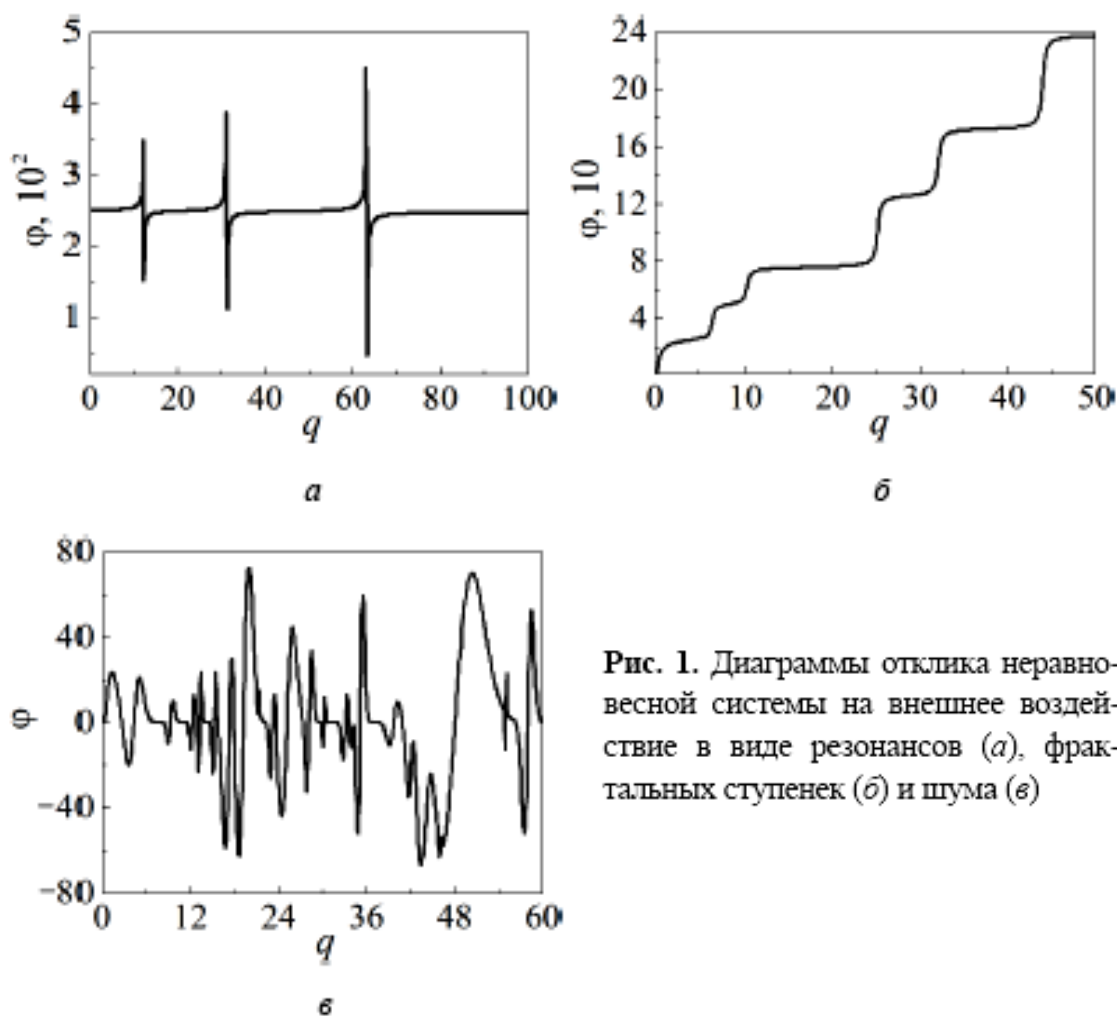 5
4
3
2
1
φ, 10²
0 20 40 60 80 100
q
а
24
20
16
12
8
4
φ, 10
0 10 20 30 40 50
q
б
80
40
0
−40
−80
φ
0 12 24 36 48 60
q
в
Рис. 1. Диаграммы отклика неравно-
весной системы на внешнее воздей-
ствие в виде резонансов (а), фрак-
тальных ступенек (б) и шума (в)